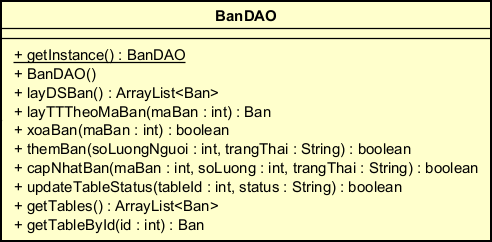 BanDAO
+ getInstance() : BanDAO
+ BanDAO()
+ layDSBan() : ArrayList<Ban>
+ layTTTheoMaBan(maBan : int) : Ban
+ xoaBan(maBan : int) : boolean
+ themBan(soLuongNguoi : int, trangThai : String) : boolean
+ capNhatBan(maBan : int, soLuong : int, trangThai : String) : boolean
+ updateTableStatus(tableId : int, status : String) : boolean
+ getTables() : ArrayList<Ban>
+ getTableById(id : int) : Ban